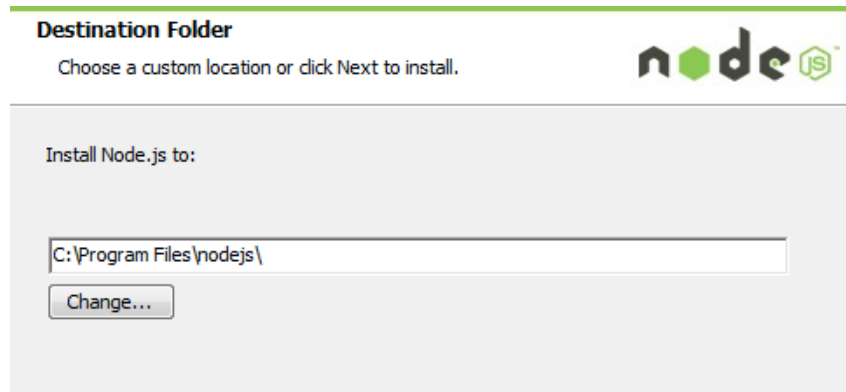 Destination Folder
Choose a custom location or click Next to install.
node JS
Install Node.js to:
C:\Program Files\nodejs\
Change...